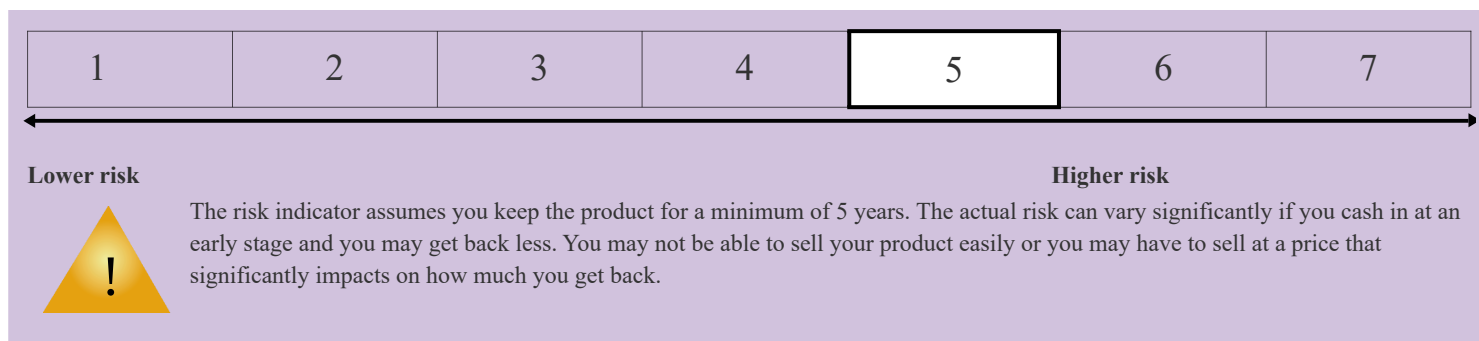 1 2 3 4 5 6 7
Lower risk Higher risk
The risk indicator assumes you keep the product for a minimum of 5 years. The actual risk can vary significantly if you cash in at an
early stage and you may get back less. You may not be able to sell your product easily or you may have to sell at a price that
significantly impacts on how much you get back.
!